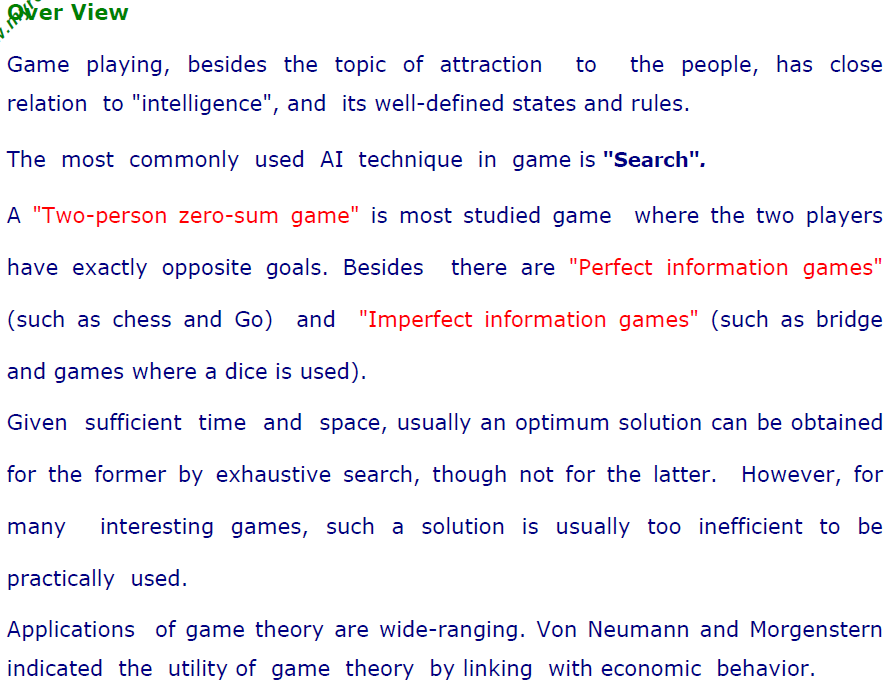 Over View
Game playing, besides the topic of attraction to the people, has close
relation to "intelligence", and its well-defined states and rules.
The most commonly used AI technique in game is "Search".
A "Two-person zero-sum game" is most studied game where the two players
have exactly opposite goals. Besides there are "Perfect information games"
(such as chess and Go) and "Imperfect information games" (such as bridge
and games where a dice is used).
Given sufficient time and space, usually an optimum solution can be obtained
for the former by exhaustive search, though not for the latter. However, for
many interesting games, such a solution is usually too inefficient to be
practically used.
Applications of game theory are wide-ranging. Von Neumann and Morgenstern
indicated the utility of game theory by linking with economic behavior.